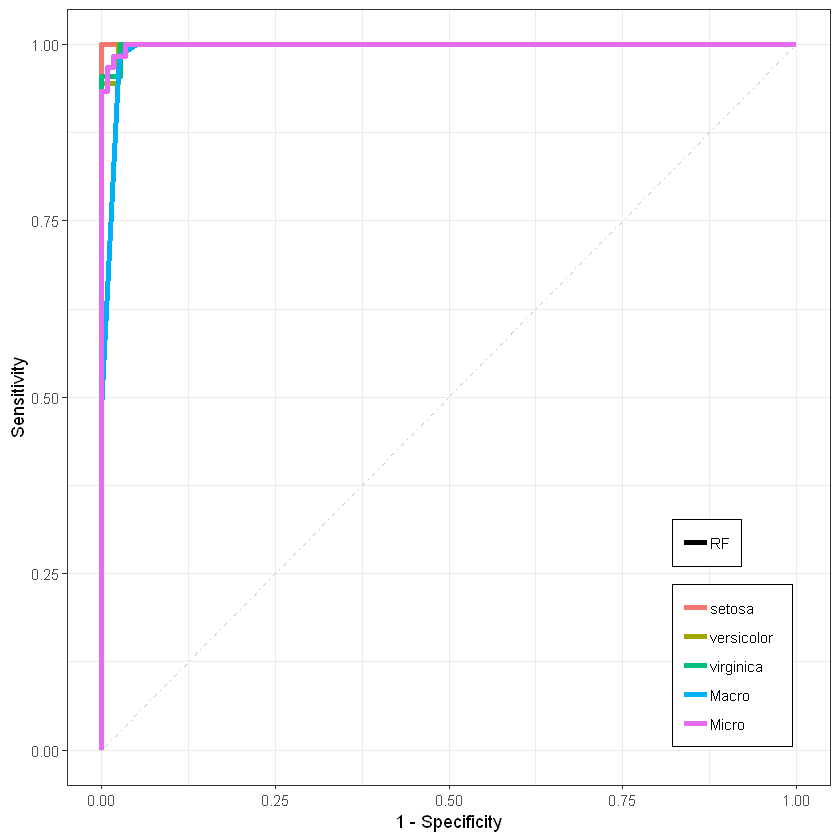 1.00
0.75
0.50
0.25
0.00
Sensitivity
RF
setosa
versicolor
virginica
Macro
Micro
0.00 0.25 0.50 0.75 1.00
1 - Specificity